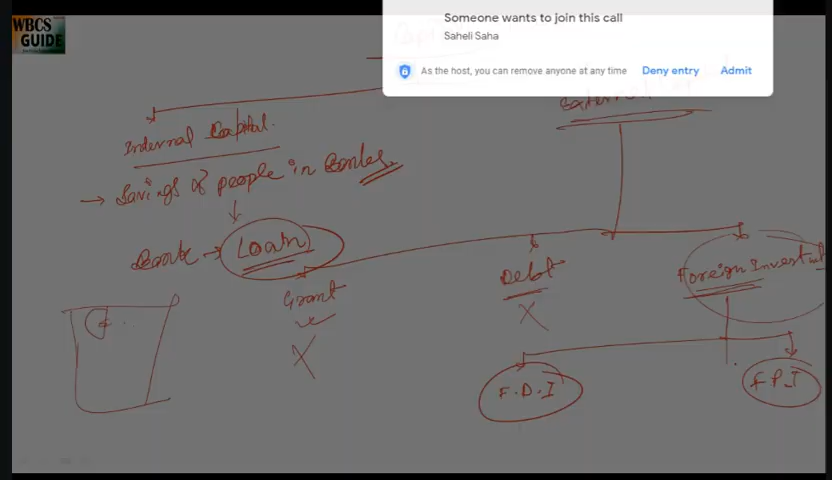 WBCS
GUIDE
Someone wants to join this call
Saheli Saha
As the host, you can remove anyone at any time
Deny entry
Admit
Internal Capital.
→ Savings of people in Banks
Bank → Loan
Grant
Debt
Foreign Investmt
X
X
F.D.I
F.P.I